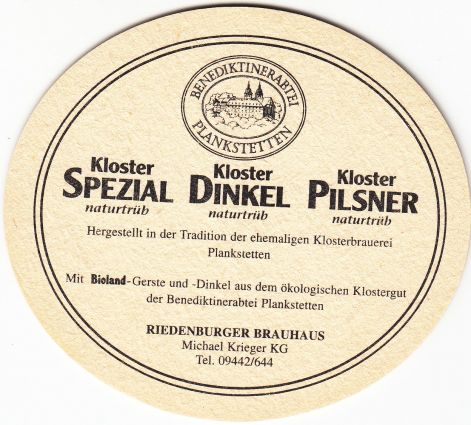 BENEDIKTINERABTEI
PLANKSTETTEN
Kloster
SPEZIAL
naturtrüb
Kloster
DINKEL
naturtrüb
Kloster
PILSNER
naturtrüb
Hergestellt in der Tradition der ehemaligen Klosterbrauerei
Plankstetten
Mit Bioland-Gerste und -Dinkel aus dem ökologischen Klostergut
der Benediktinerabtei Plankstetten
RIEDENBURGER BRAUHAUS
Michael Krieger KG
Tel. 09442/644